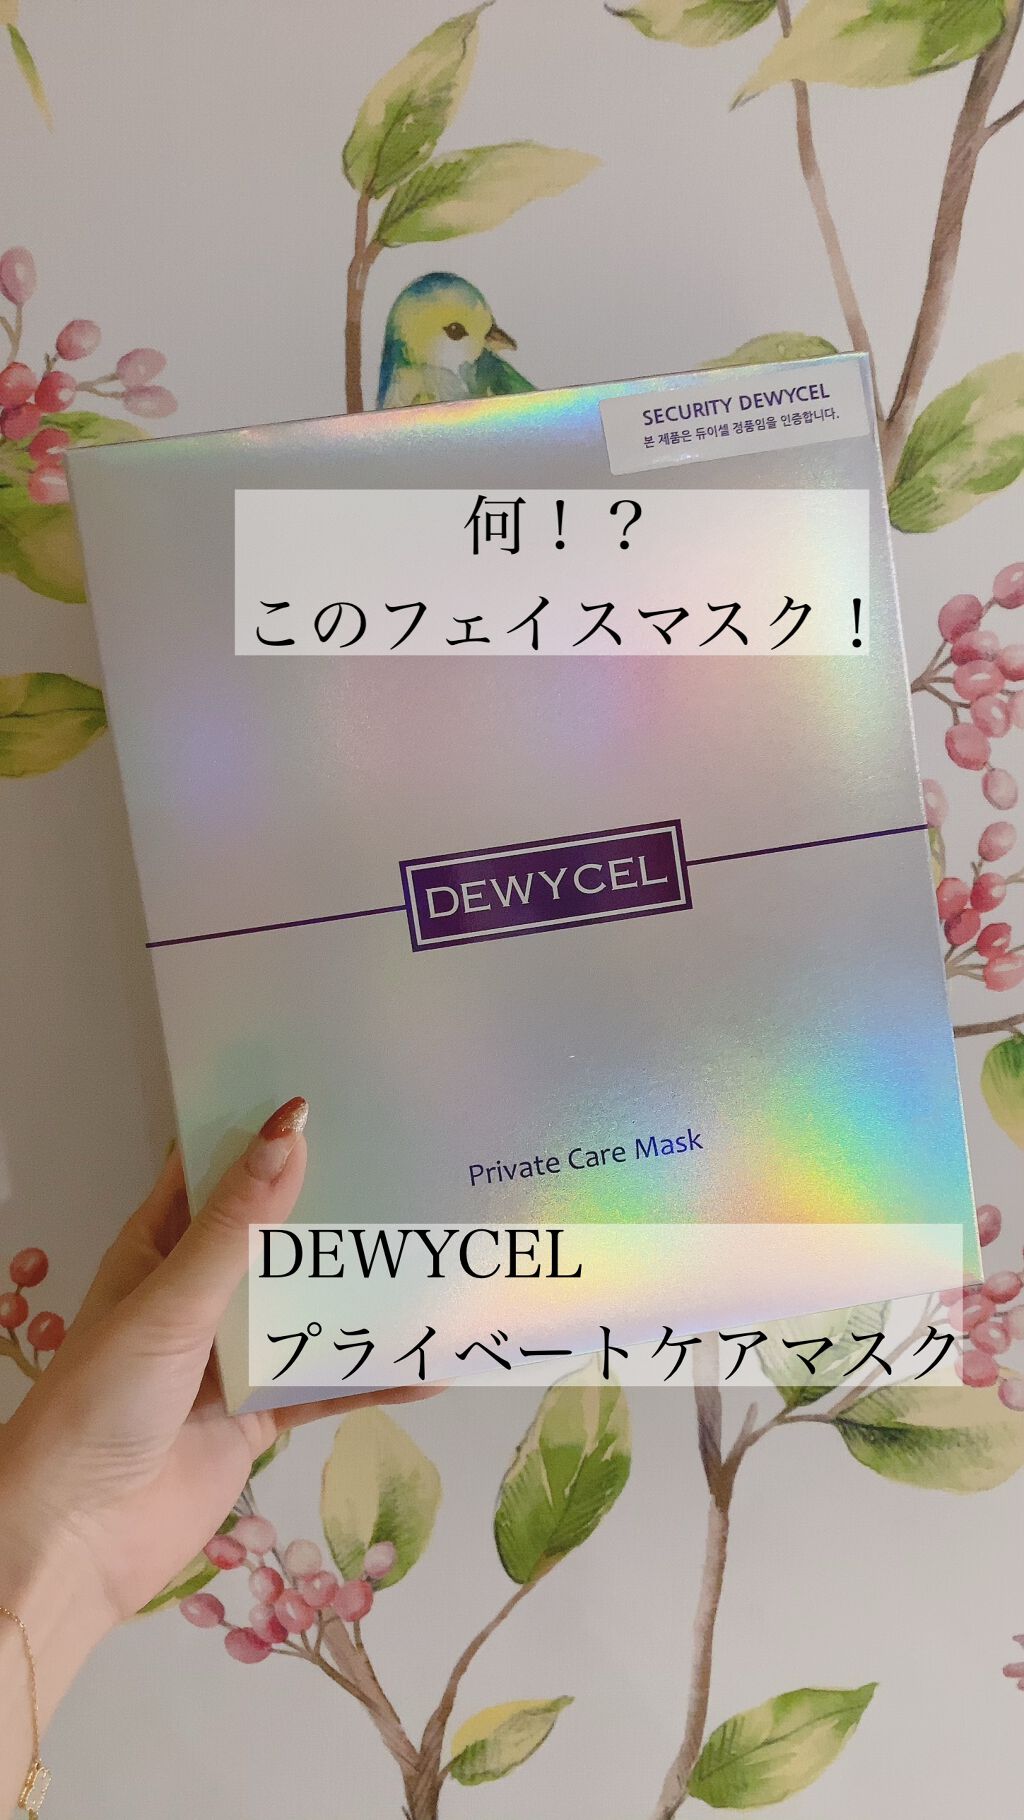 SECURITY DEWYCEL
본 제품은 듀이셀 정품임을 인증합니다.
何！？
このフェイスマスク！
DEWYCEL
Private Care Mask
DEWYCEL
プライベートケアマスク